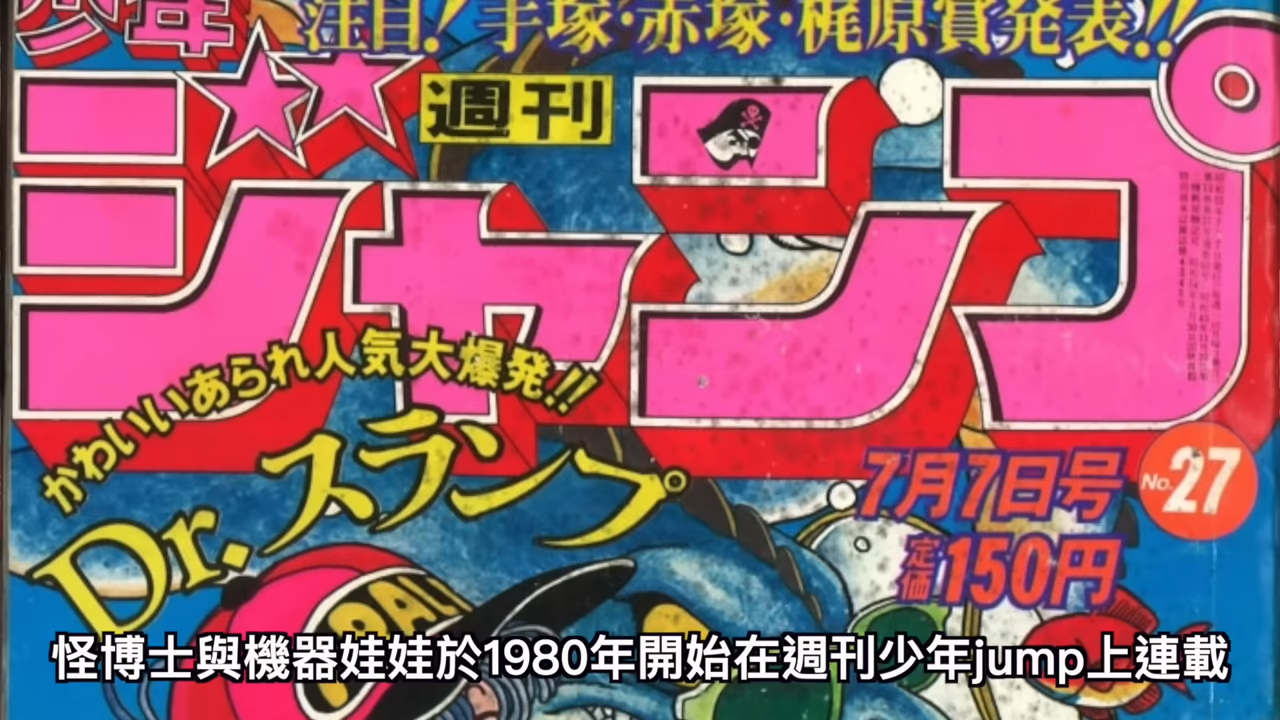 注目!手塚・赤塚・梶原賞発表!!
少年
週刊
ジャンプ
かわいいあられ人気大爆発!!
Dr.スランプ
7月7日号
No.27
定価150円
怪博士與機器娃娃於1980年開始在週刊少年jump上連載